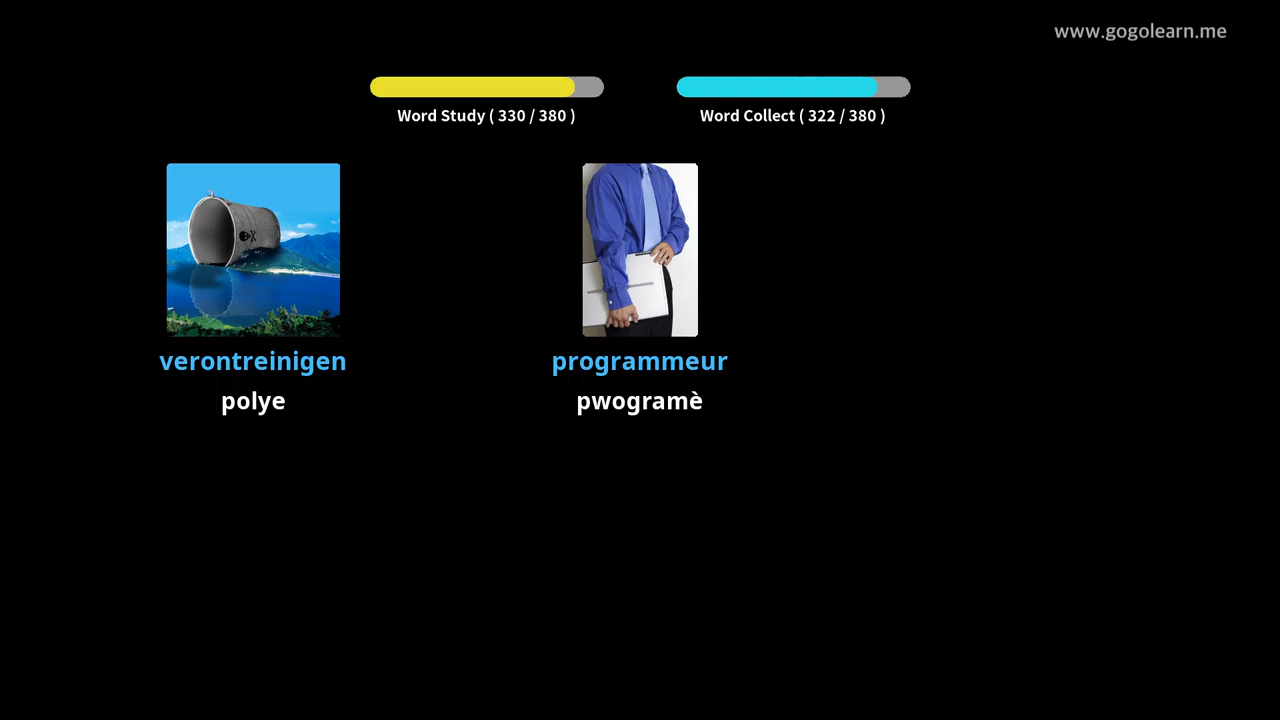 www.gogolearn.me
Word Study ( 330 / 380 )
Word Collect ( 322 / 380 )
verontreinigen
programmeur
polye
pwogramè